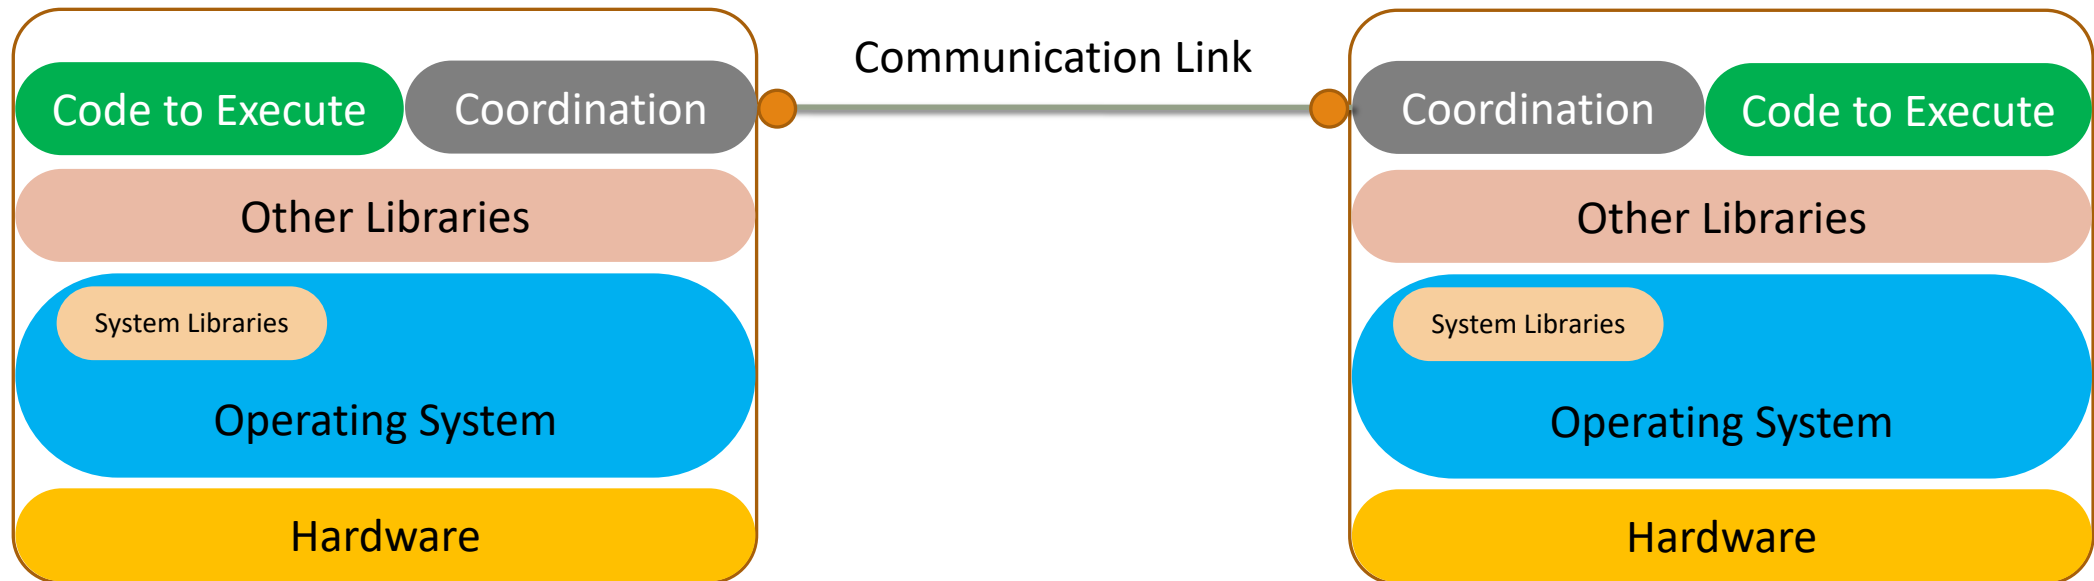 Code to Execute
Coordination
Other Libraries
System Libraries
Operating System
Hardware
Communication Link
Coordination
Code to Execute
Other Libraries
System Libraries
Operating System
Hardware